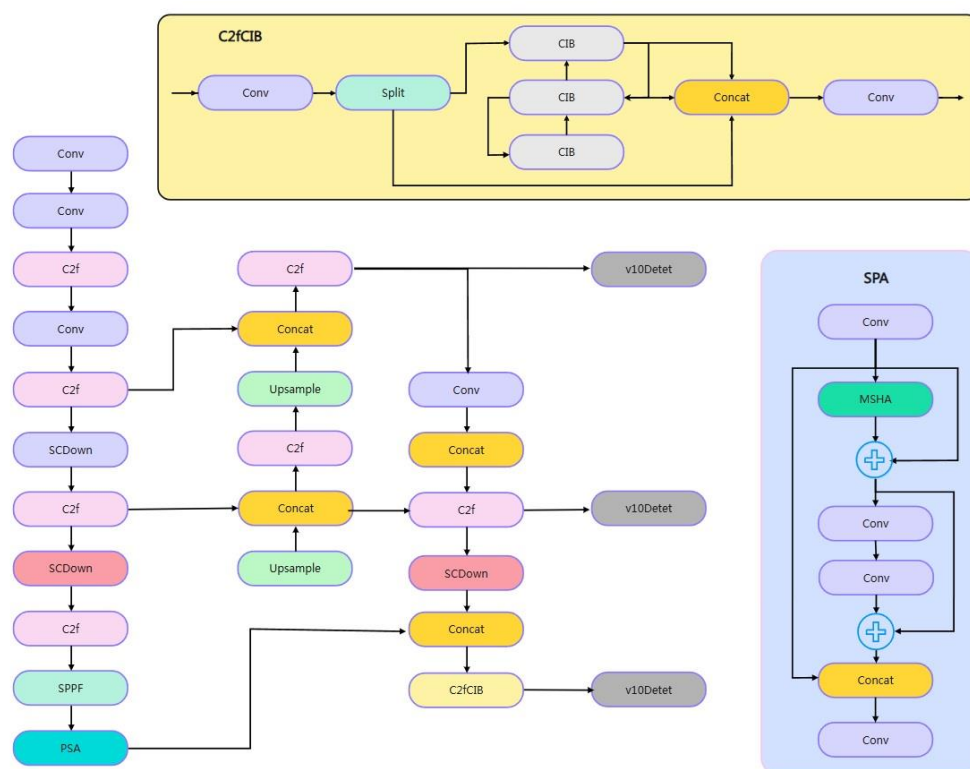 C2fCIB
Conv
Split
CIB
CIB
CIB
Concat
Conv
Conv
Conv
C2f
Conv
C2f
SCDown
C2f
SCDown
C2f
SPPF
PSA
C2f
Concat
Upsample
C2f
Concat
Upsample
Conv
Concat
C2f
SCDown
Concat
C2fCIB
v10Detet
v10Detet
v10Detet
SPA
Conv
MSHA
Conv
Conv
Concat
Conv